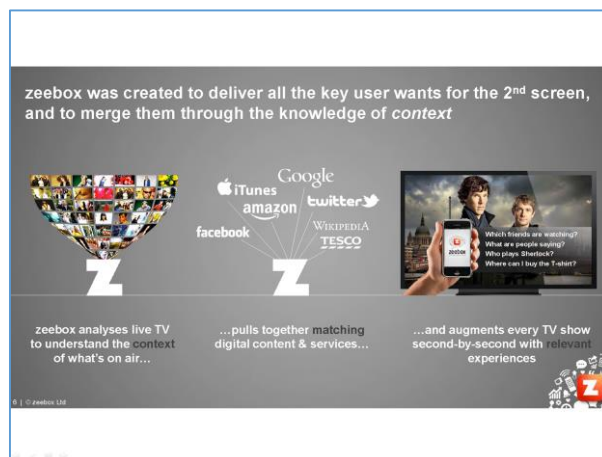 zeebox was created to deliver all the key user wants for the 2nd screen,
and to merge them through the knowledge of context
iTunes
Google
amazon
twitter
facebook
WIKIPEDIA
TESCO
Z
Z
zeebox
Which friends are watching?
What are people saying?
Who plays Sherlock?
Where can I buy the T-shirt?
zeebox analyses live TV
to understand the context
of what's on air…
…pulls together matching
digital content & services…
…and augments every TV show
second-by-second with relevant
experiences
Z
6 | © zeebox Ltd